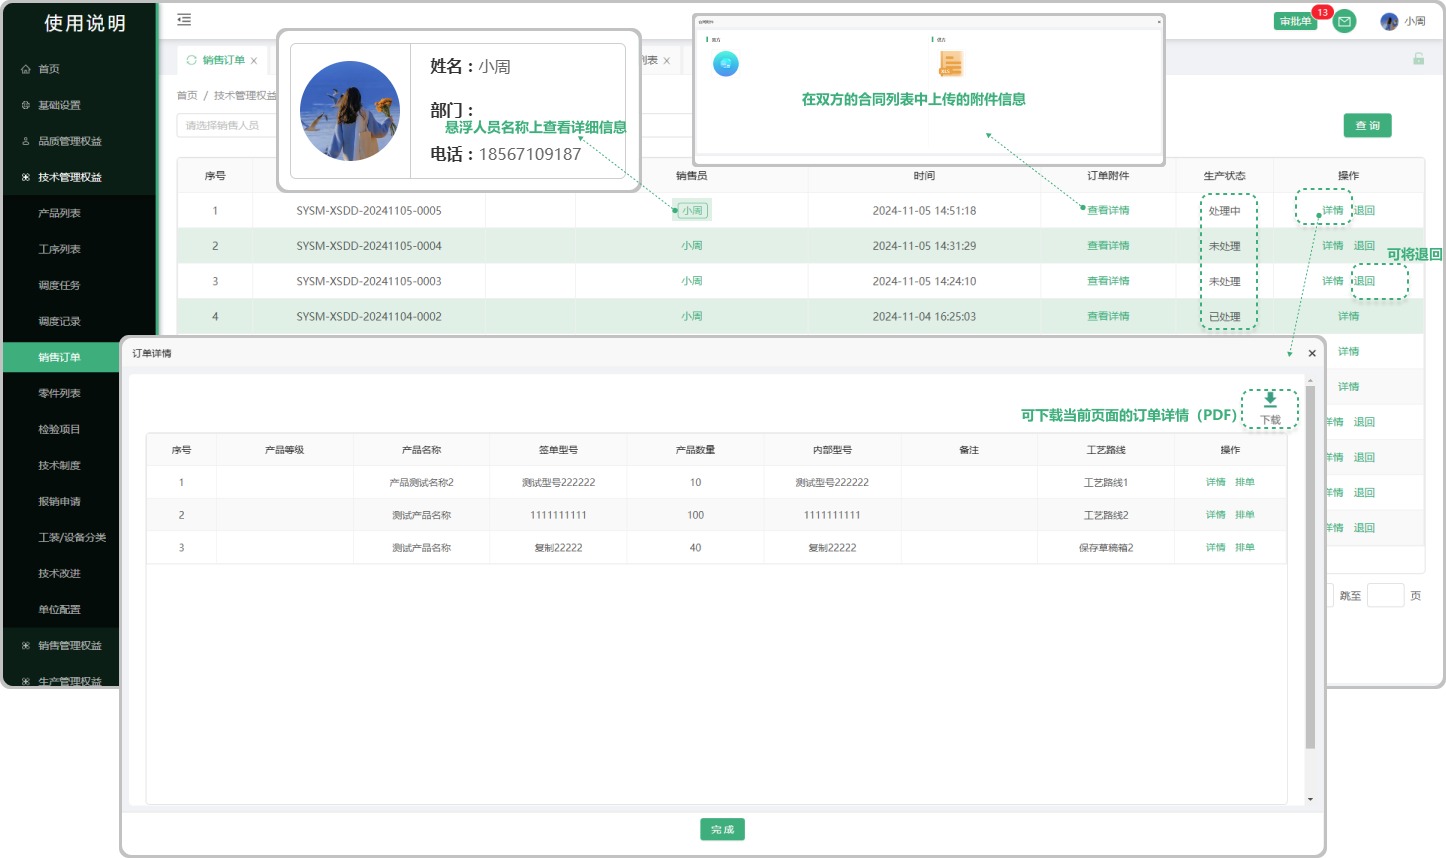 使用说明
首页
基础设置
品质管理权益
技术管理权益
产品列表
工序列表
调度任务
调度记录
销售订单
零件列表
检验项目
技术制度
报销申请
工装/设备分类
技术改进
单位配置
销售管理权益
生产管理权益
审批单 13
小周
销售订单 ×
列表 ×
首页 / 技术管理权益
请选择销售人员
查 询
姓名：小周
部门：
悬浮人员名称上查看详细信息
电话：18567109187
在双方的合同列表中上传的附件信息
序号 销售员 时间 订单附件 生产状态 操作
1 SYSM-XSDD-20241105-0005 小周 2024-11-05 14:51:18 查看详情 处理中 详情 退回
2 SYSM-XSDD-20241105-0004 小周 2024-11-05 14:31:29 查看详情 未处理 详情 退回
可将退回
3 SYSM-XSDD-20241105-0003 小周 2024-11-05 14:24:10 查看详情 未处理 详情 退回
4 SYSM-XSDD-20241104-0002 小周 2024-11-04 16:25:03 查看详情 已处理 详情
详情
详情
详情 退回
详情 退回
详情 退回
详情 退回
跳至 页
订单详情 ×
可下载当前页面的订单详情（PDF）
下载
序号 产品等级 产品名称 签单型号 产品数量 内部型号 备注 工艺路线 操作
1 产品测试名称2 测试型号222222 10 测试型号222222 工艺路线1 详情 排单
2 测试产品名称 1111111111 100 1111111111 工艺路线2 详情 排单
3 测试产品名称 复制22222 40 复制22222 保存草稿箱2 详情 排单
完 成